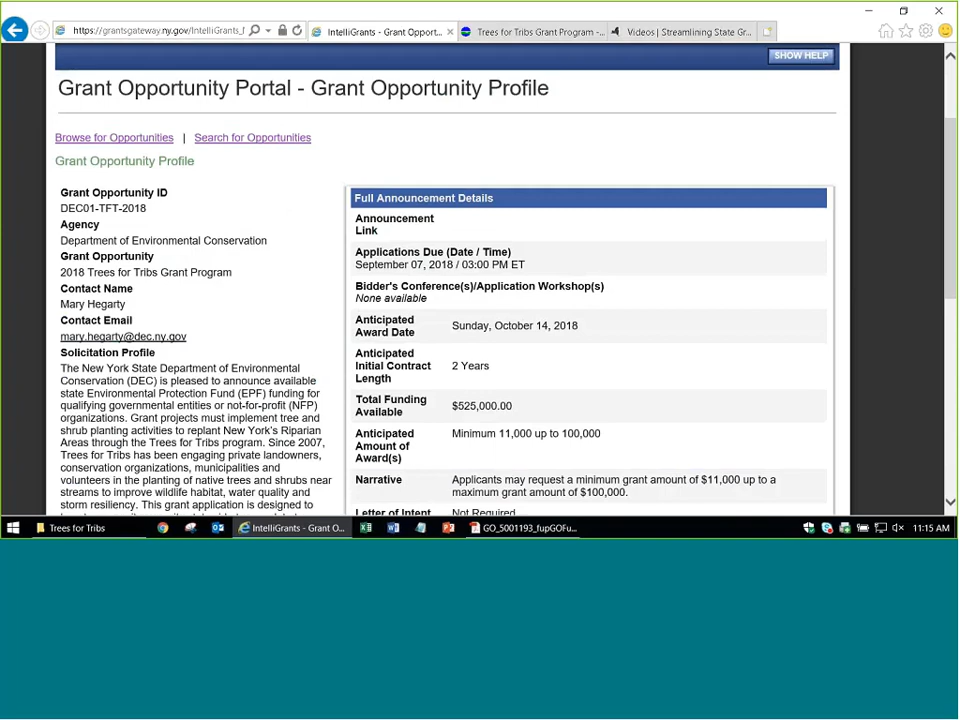 https://grantsgateway.ny.gov/IntelliGrants_f
IntelliGrants - Grant Opport...
Trees for Tribs Grant Program -...
Videos | Streamlining State Gr...
SHOW HELP
Grant Opportunity Portal - Grant Opportunity Profile
Browse for Opportunities | Search for Opportunities
Grant Opportunity Profile
Grant Opportunity ID
DEC01-TFT-2018
Agency
Department of Environmental Conservation
Grant Opportunity
2018 Trees for Tribs Grant Program
Contact Name
Mary Hegarty
Contact Email
mary.hegarty@dec.ny.gov
Solicitation Profile
The New York State Department of Environmental
Conservation (DEC) is pleased to announce available
state Environmental Protection Fund (EPF) funding for
qualifying governmental entities or not-for-profit (NFP)
organizations. Grant projects must implement tree and
shrub planting activities to replant New York's Riparian
Areas through the Trees for Tribs program. Since 2007,
Trees for Tribs has been engaging private landowners,
conservation organizations, municipalities and
volunteers in the planting of native trees and shrubs near
streams to improve wildlife habitat, water quality and
storm resiliency. This grant application is designed to
Full Announcement Details
Announcement
Link
Applications Due (Date / Time)
September 07, 2018 / 03:00 PM ET
Bidder's Conference(s)/Application Workshop(s)
None available
Anticipated
Award Date
Sunday, October 14, 2018
Anticipated
Initial Contract
Length
2 Years
Total Funding
Available
$525,000.00
Anticipated
Amount of
Award(s)
Minimum 11,000 up to 100,000
Narrative
Applicants may request a minimum grant amount of $11,000 up to a
maximum grant amount of $100,000.
Letter of Intent
Not Required
Trees for Tribs
IntelliGrants - Grant O...
GO_5001193_fupGOFu...
11:15 AM